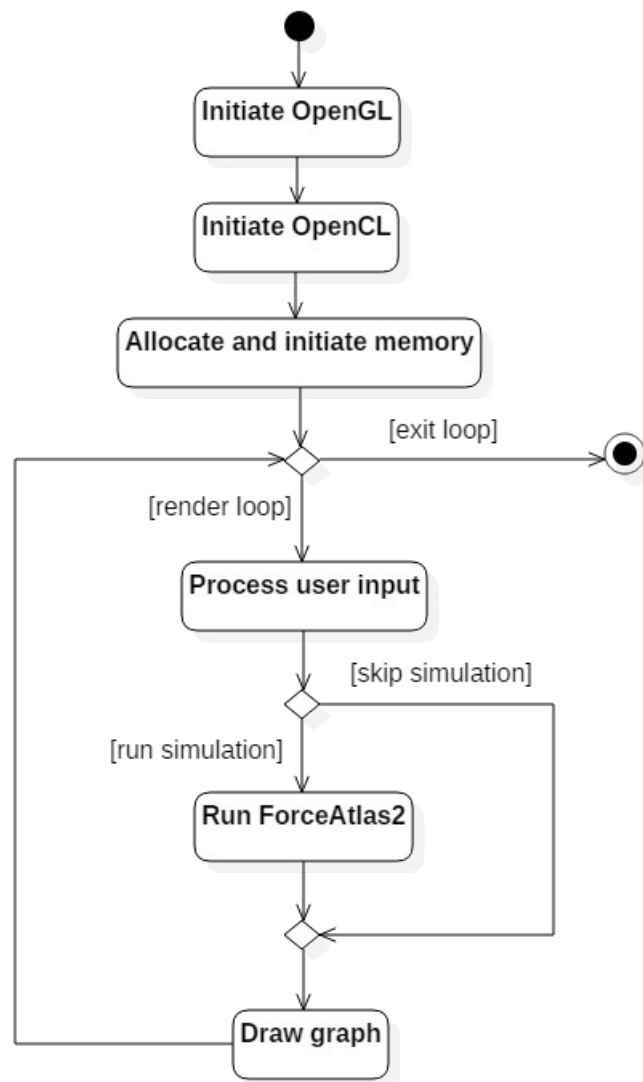 Initiate OpenGL
Initiate OpenCL
Allocate and initiate memory
[exit loop]
[render loop]
Process user input
[skip simulation]
[run simulation]
Run ForceAtlas2
Draw graph